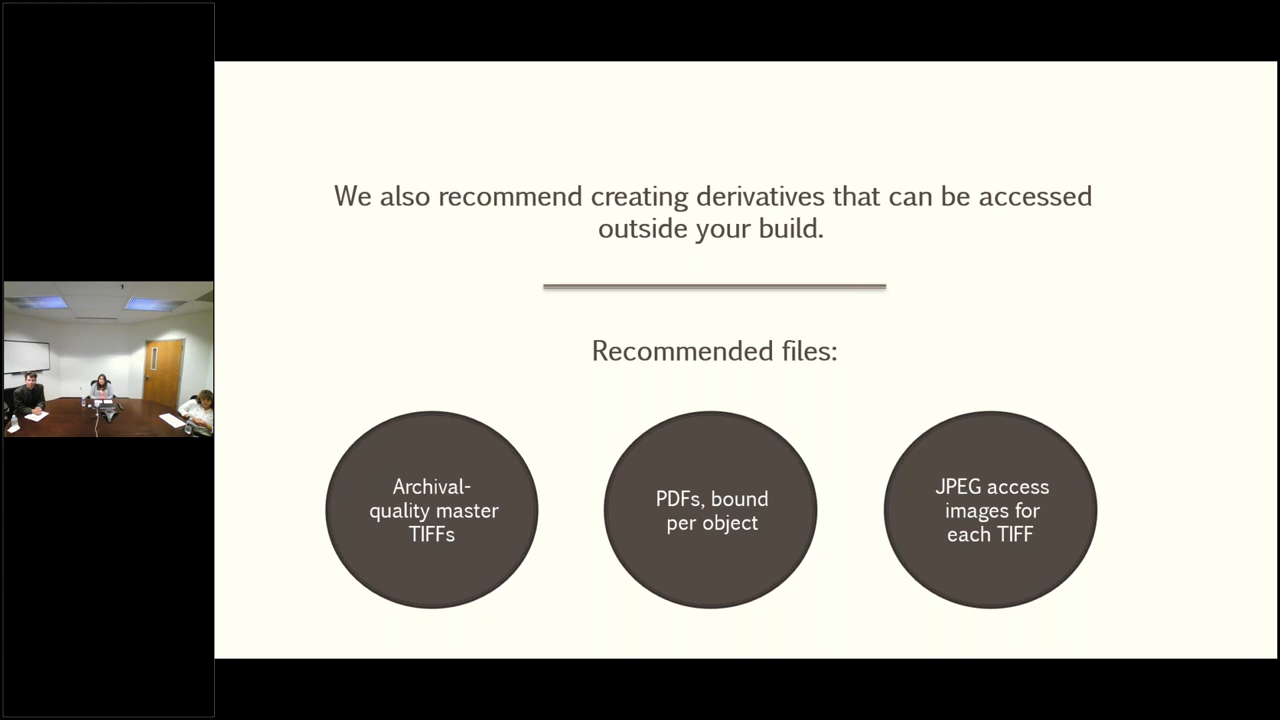 We also recommend creating derivatives that can be accessed
outside your build.
Recommended files:
Archival-
quality master
TIFFs
PDFs, bound
per object
JPEG access
images for
each TIFF